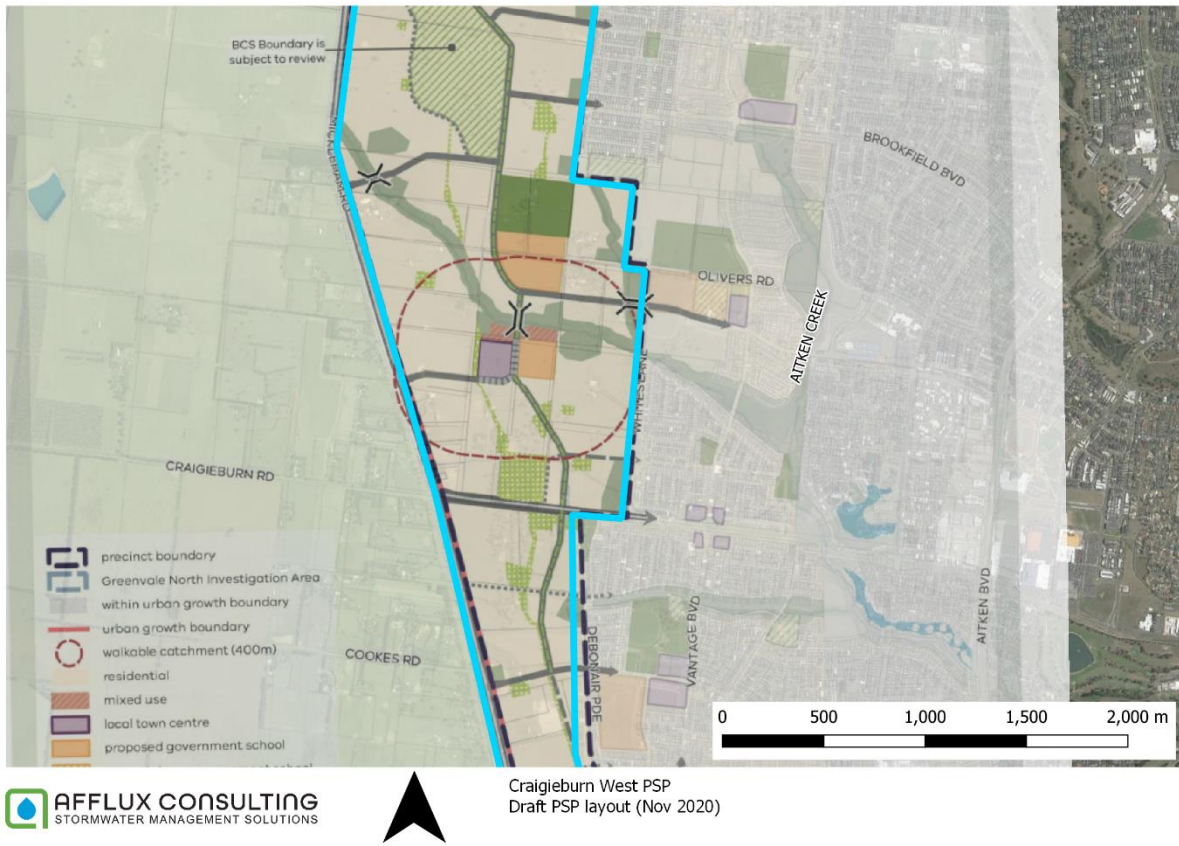 BCS Boundary is
subject to review
MICKLEHAM RD
BROOKFIELD BVD
OLIVERS RD
AITKEN CREEK
WHITES LANE
CRAIGIEBURN RD
precinct boundary
Greenvale North Investigation Area
within urban growth boundary
urban growth boundary
walkable catchment (400m)
residential
mixed use
local town centre
proposed government school
COOKES RD
DEBONAIR PDE
VANTAGE BVD
AITKEN BVD
0 500 1,000 1,500 2,000 m
AFFLUX CONSULTING
STORMWATER MANAGEMENT SOLUTIONS
Craigieburn West PSP
Draft PSP layout (Nov 2020)